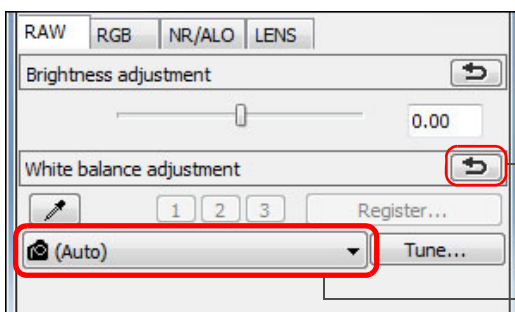 RAW RGB NR/ALO LENS
Brightness adjustment
0.00
White balance adjustment
1 2 3 Register...
(Auto) Tune...